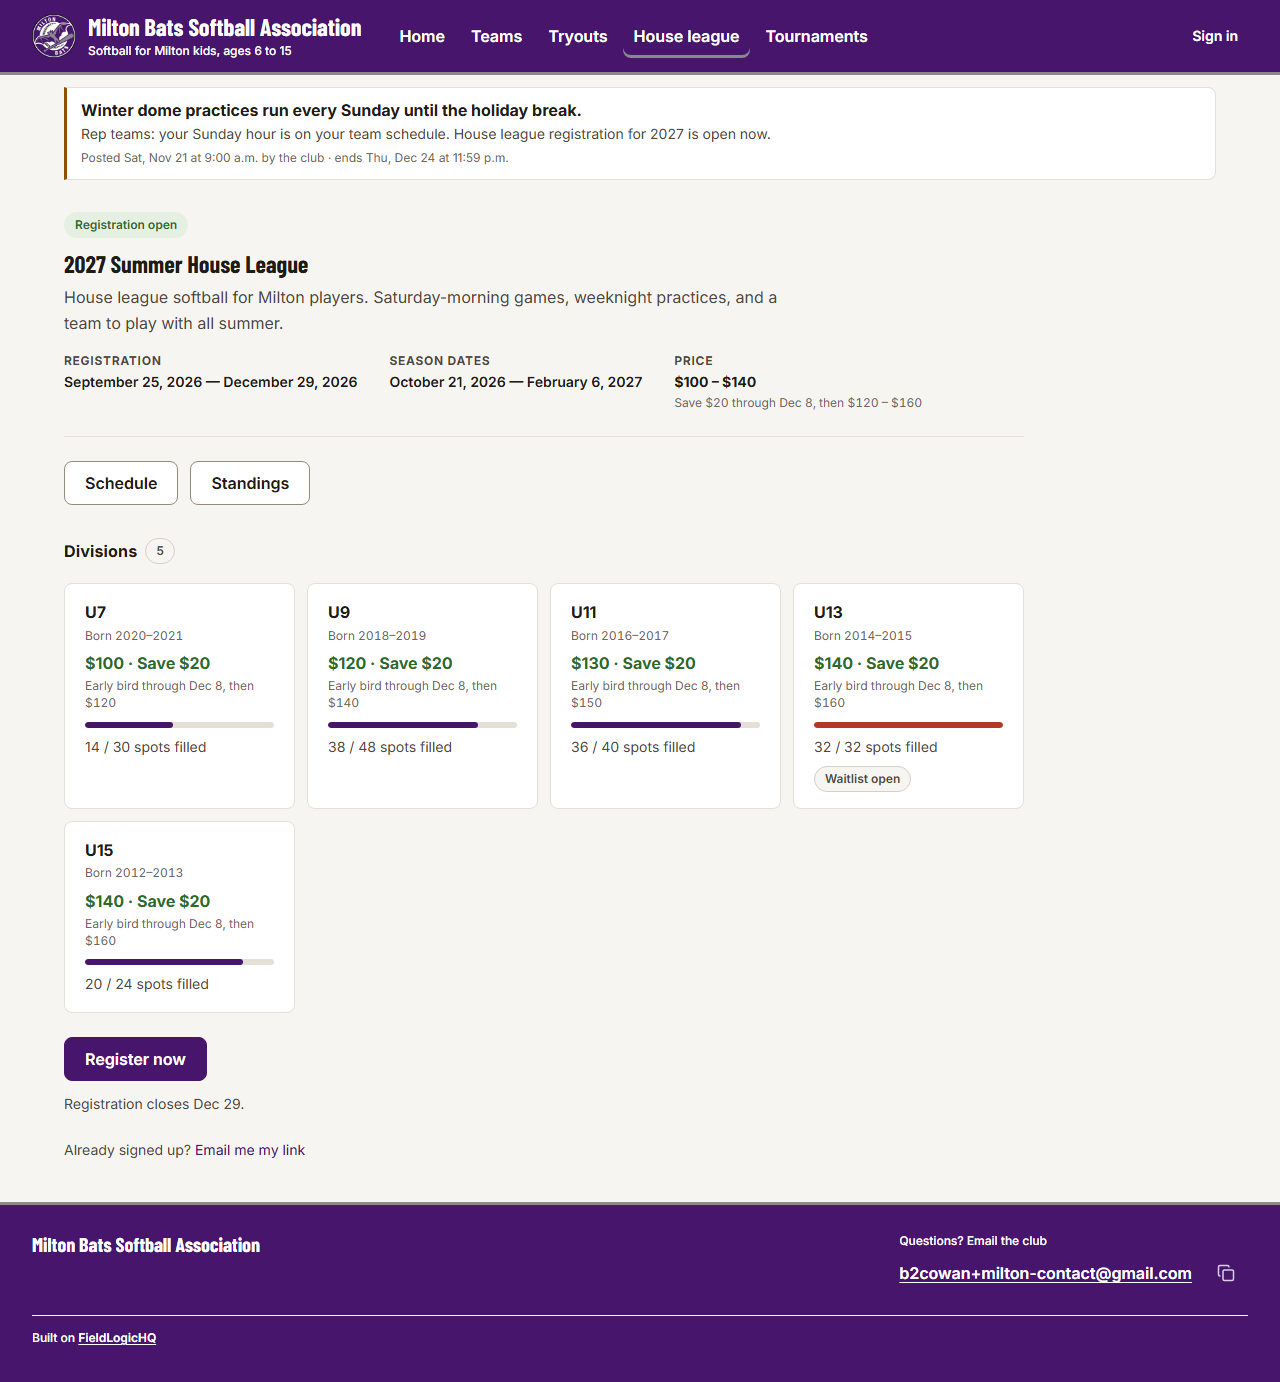 Milton Bats Softball Association
Softball for Milton kids, ages 6 to 15
Home
Teams
Tryouts
House league
Tournaments
Sign in
Winter dome practices run every Sunday until the holiday break.
Rep teams: your Sunday hour is on your team schedule. House league registration for 2027 is open now.
Posted Sat, Nov 21 at 9:00 a.m. by the club · ends Thu, Dec 24 at 11:59 p.m.
Registration open
2027 Summer House League
House league softball for Milton players. Saturday-morning games, weeknight practices, and a
team to play with all summer.
REGISTRATION
September 25, 2026 — December 29, 2026
SEASON DATES
October 21, 2026 — February 6, 2027
PRICE
$100 – $140
Save $20 through Dec 8, then $120 – $160
Schedule
Standings
Divisions 5
U7
Born 2020–2021
$100 · Save $20
Early bird through Dec 8, then
$120
14 / 30 spots filled
U9
Born 2018–2019
$120 · Save $20
Early bird through Dec 8, then
$140
38 / 48 spots filled
U11
Born 2016–2017
$130 · Save $20
Early bird through Dec 8, then
$150
36 / 40 spots filled
U13
Born 2014–2015
$140 · Save $20
Early bird through Dec 8, then
$160
32 / 32 spots filled
Waitlist open
U15
Born 2012–2013
$140 · Save $20
Early bird through Dec 8, then
$160
20 / 24 spots filled
Register now
Registration closes Dec 29.
Already signed up? Email me my link
Milton Bats Softball Association
Questions? Email the club
b2cowan+milton-contact@gmail.com
Built on FieldLogicHQ